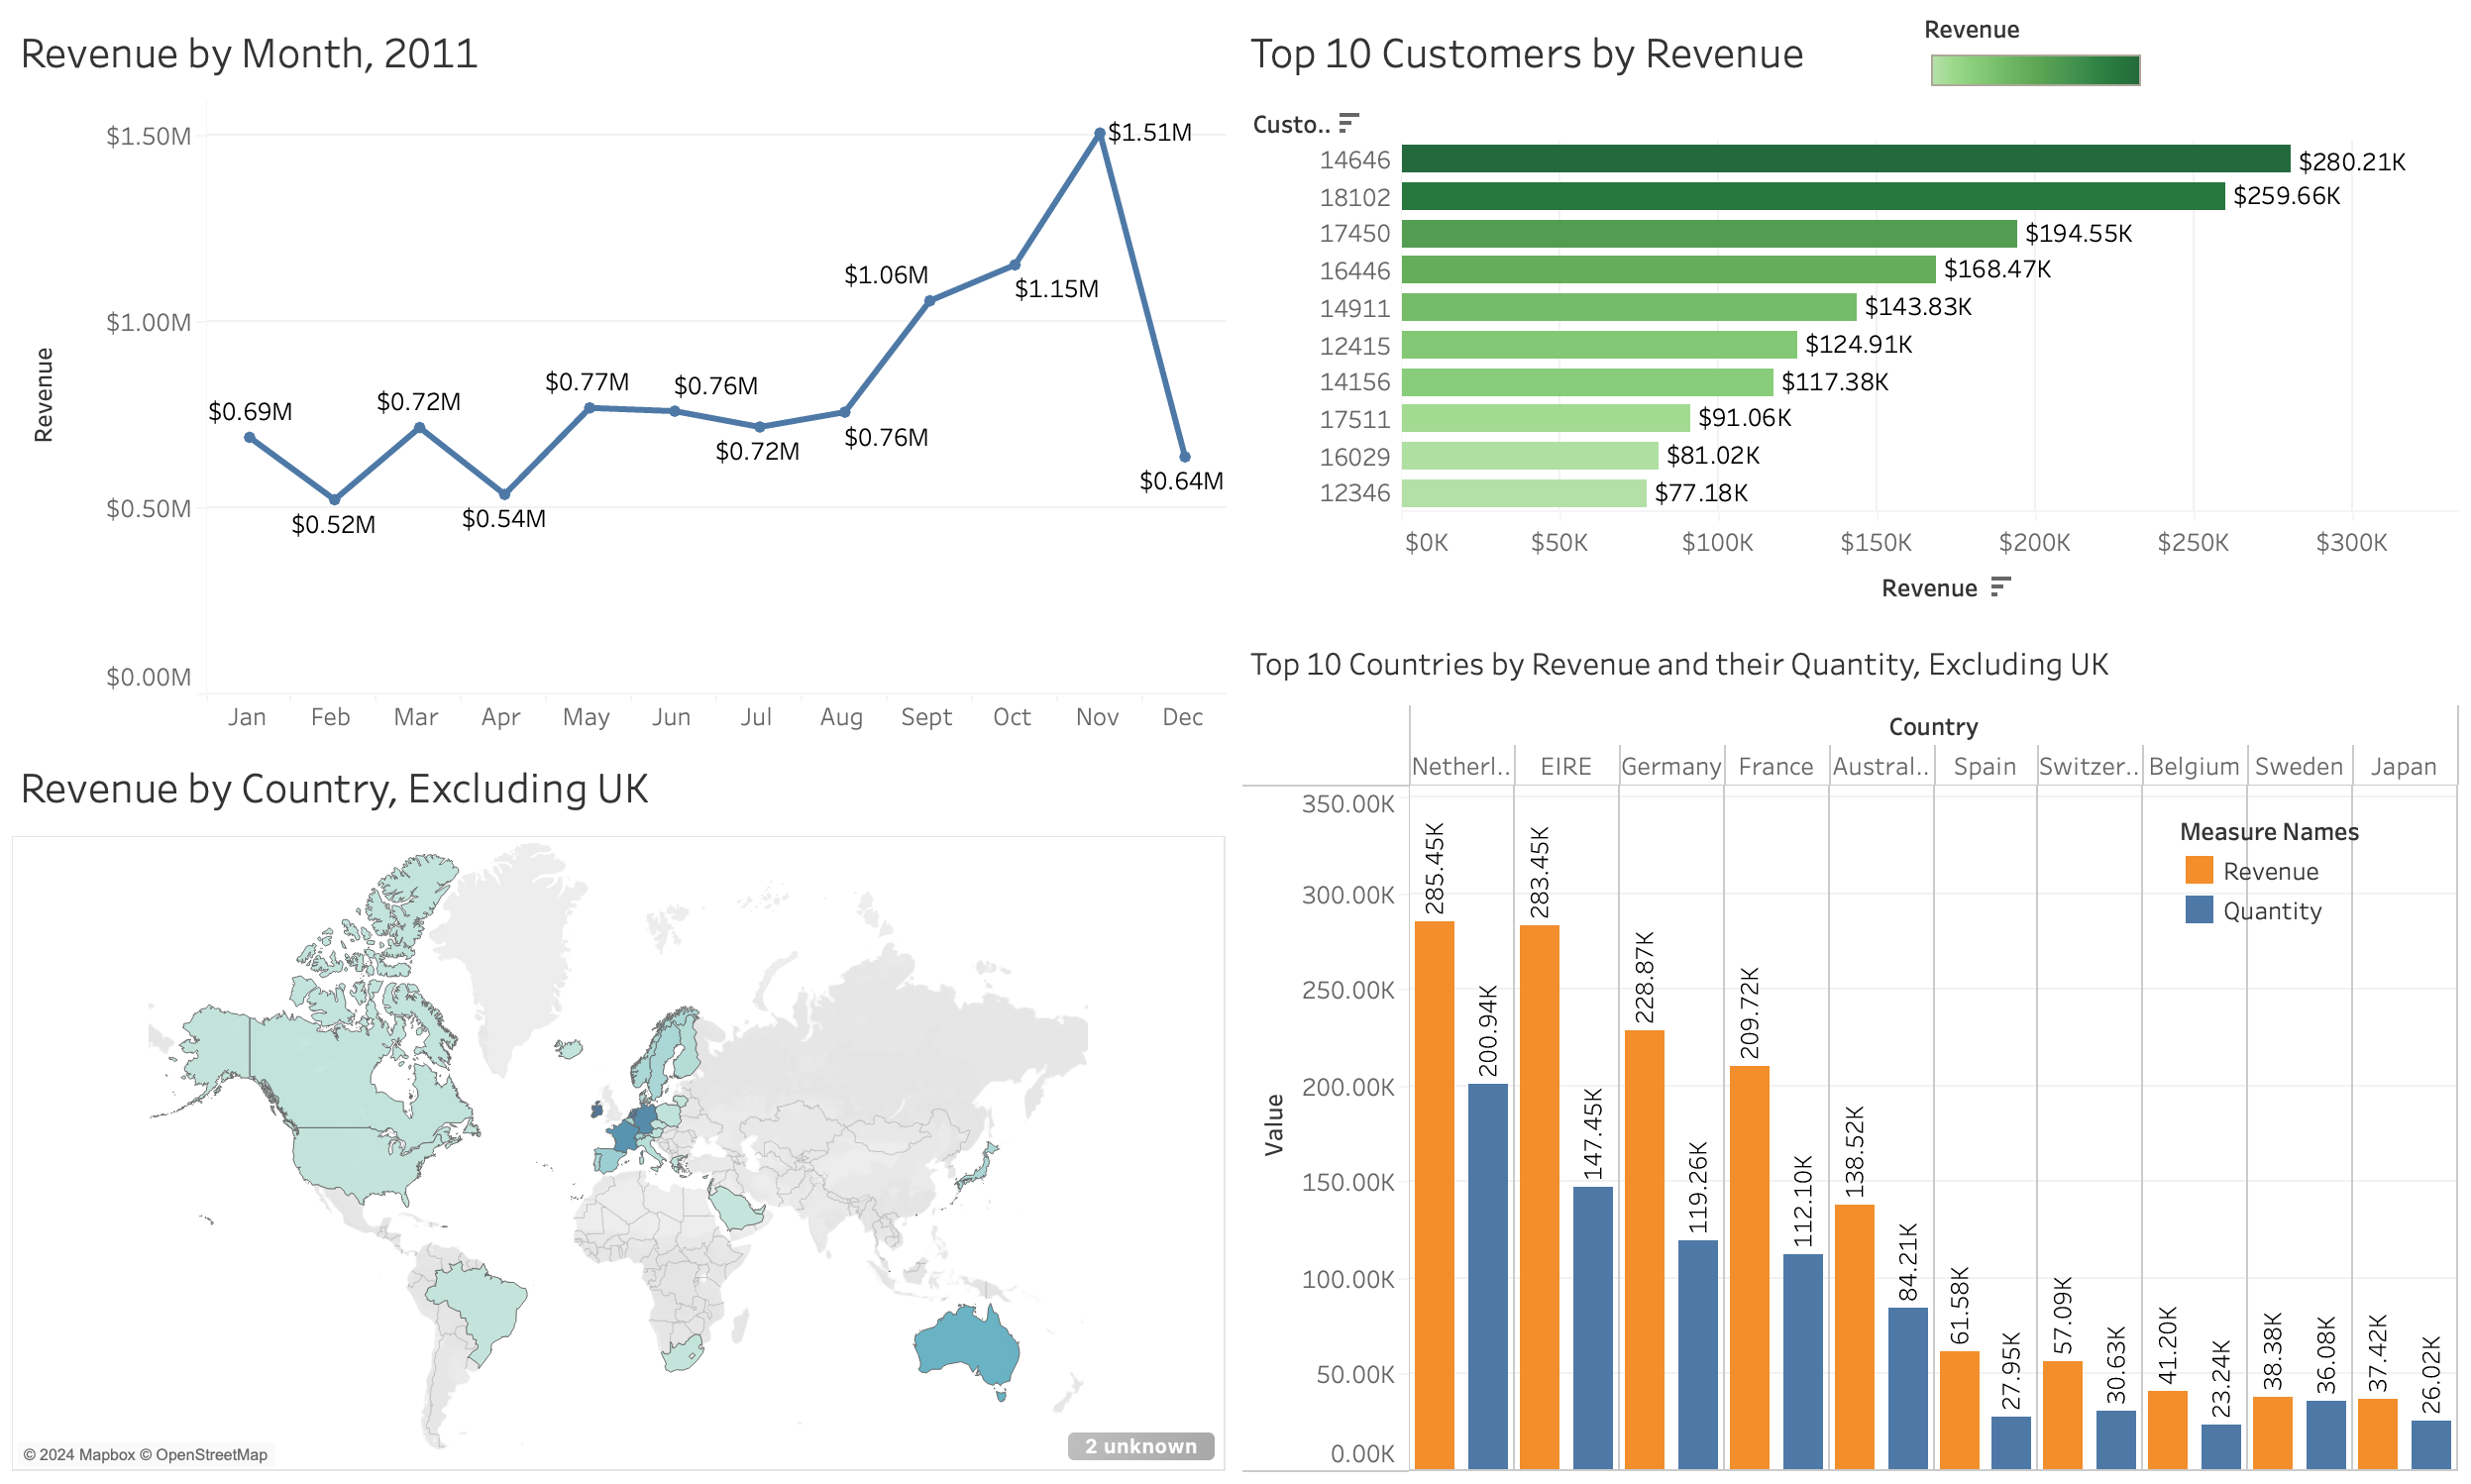 Revenue by Month, 2011
Revenue
$1.50M
$1.00M
$0.50M
$0.00M
$0.69M
$0.52M
$0.72M
$0.54M
$0.77M
$0.76M
$0.72M
$0.76M
$1.06M
$1.15M
$1.51M
$0.64M
Jan Feb Mar Apr May Jun Jul Aug Sept Oct Nov Dec
Top 10 Customers by Revenue
Revenue
Custo..
14646 $280.21K
18102 $259.66K
17450 $194.55K
16446 $168.47K
14911 $143.83K
12415 $124.91K
14156 $117.38K
17511 $91.06K
16029 $81.02K
12346 $77.18K
$0K $50K $100K $150K $200K $250K $300K
Revenue
Revenue by Country, Excluding UK
© 2024 Mapbox © OpenStreetMap
2 unknown
Top 10 Countries by Revenue and their Quantity, Excluding UK
Country
Netherl.. EIRE Germany France Austral.. Spain Switzer.. Belgium Sweden Japan
Value
350.00K
300.00K
250.00K
200.00K
150.00K
100.00K
50.00K
0.00K
285.45K
200.94K
283.45K
147.45K
228.87K
119.26K
209.72K
112.10K
138.52K
84.21K
61.58K
27.95K
57.09K
30.63K
41.20K
23.24K
38.38K
36.08K
37.42K
26.02K
Measure Names
Revenue
Quantity